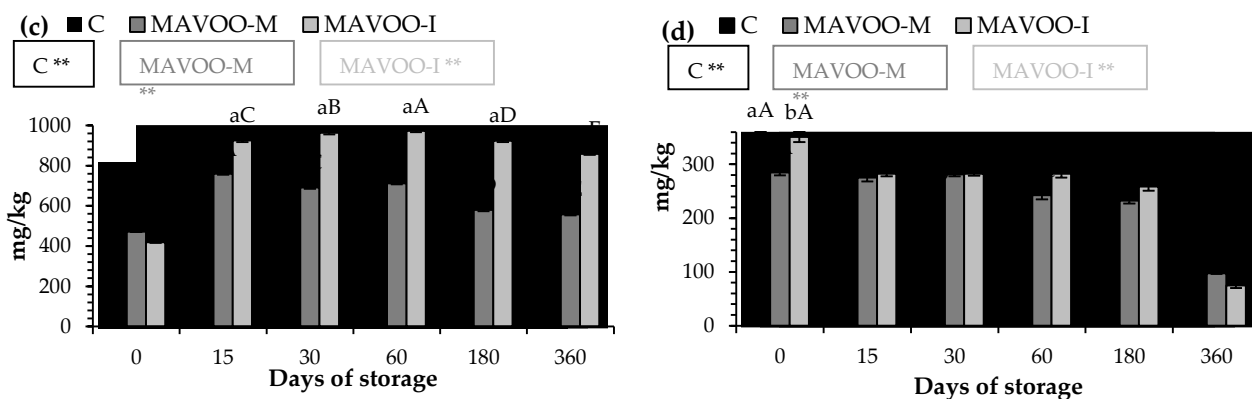 (c) C MAVOO-M MAVOO-I
C ** MAVOO-M ** MAVOO-I **
aC aB aA aD
1000
800
600
400
200
0
mg/kg
0 15 30 60 180 360
Days of storage
(d) C MAVOO-M MAVOO-I
C ** MAVOO-M ** MAVOO-I **
aA bA
300
200
100
0
mg/kg
0 15 30 60 180 360
Days of storage